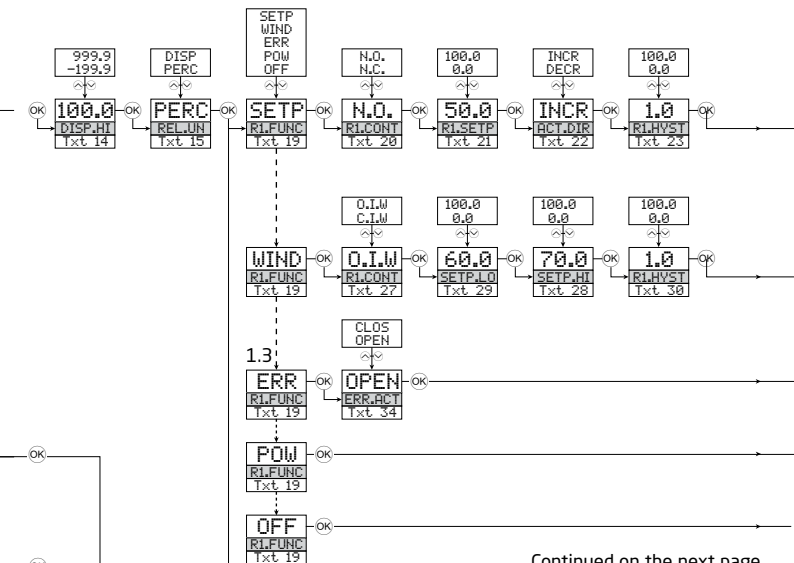 SETP
WIND
ERR
POW
OFF
999.9
-199.9
DISP
PERC
N.O.
N.C.
100.0
0.0
INCR
DECR
100.0
0.0
OK 100.0 OK PERC OK SETP OK N.O. OK 50.0 OK INCR OK 1.0 OK
DISP.HI REL.UN R1.FUNC R1.CONT R1.SETP ACT.DIR R1.HYST
Txt 14 Txt 15 Txt 19 Txt 20 Txt 21 Txt 22 Txt 23
O.I.W
C.I.W
100.0
0.0
100.0
0.0
100.0
0.0
WIND OK O.I.W OK 60.0 OK 70.0 OK 1.0 OK
R1.FUNC R1.CONT SETP.LO SETP.HI R1.HYST
Txt 19 Txt 27 Txt 29 Txt 28 Txt 30
CLOS
OPEN
1.3
ERR OK OPEN OK
R1.FUNC ERR.ACT
Txt 19 Txt 34
OK POW OK
R1.FUNC
Txt 19
OFF OK
R1.FUNC
Txt 19
Continued on the next page